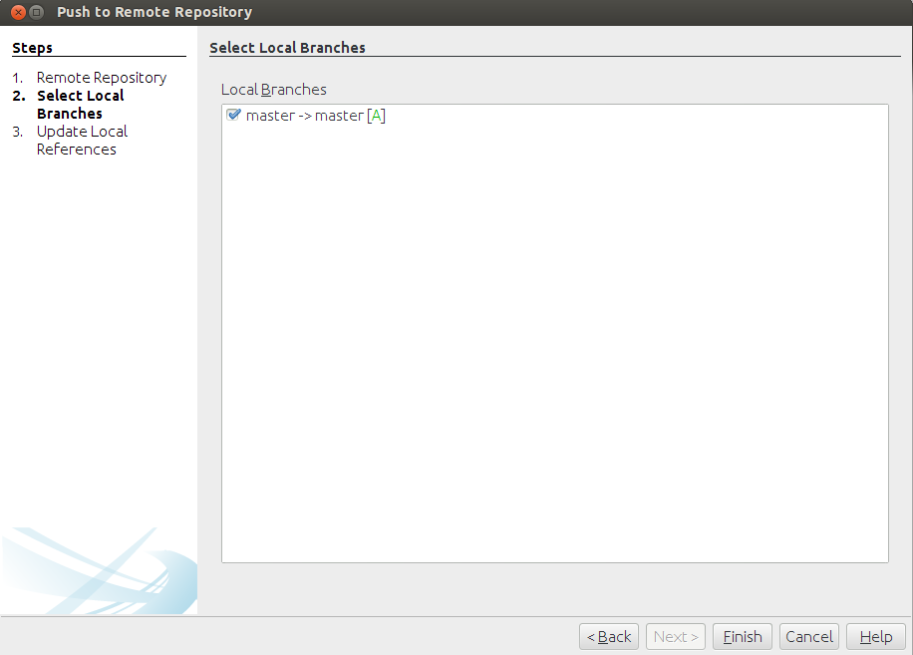 Push to Remote Repository
Steps
1. Remote Repository
2. Select Local
Branches
3. Update Local
References
Select Local Branches
Local Branches
master -> master [A]
< Back
Next >
Finish
Cancel
Help